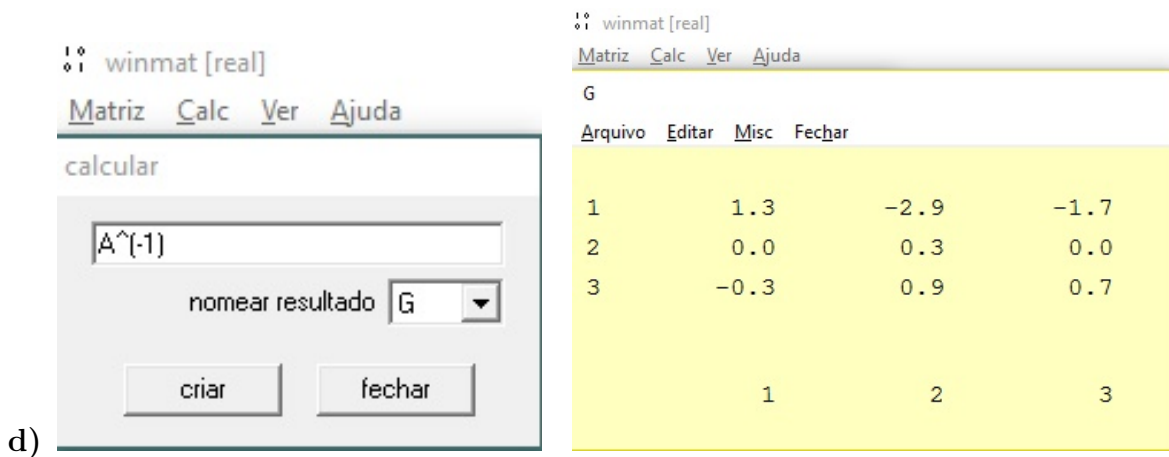 winmat [real]
Matriz Calc Ver Ajuda
calcular
A^(-1)
nomear resultado G
criar fechar
d)
winmat [real]
Matriz Calc Ver Ajuda
G
Arquivo Editar Misc Fechar
1 1.3 -2.9 -1.7
2 0.0 0.3 0.0
3 -0.3 0.9 0.7
1 2 3